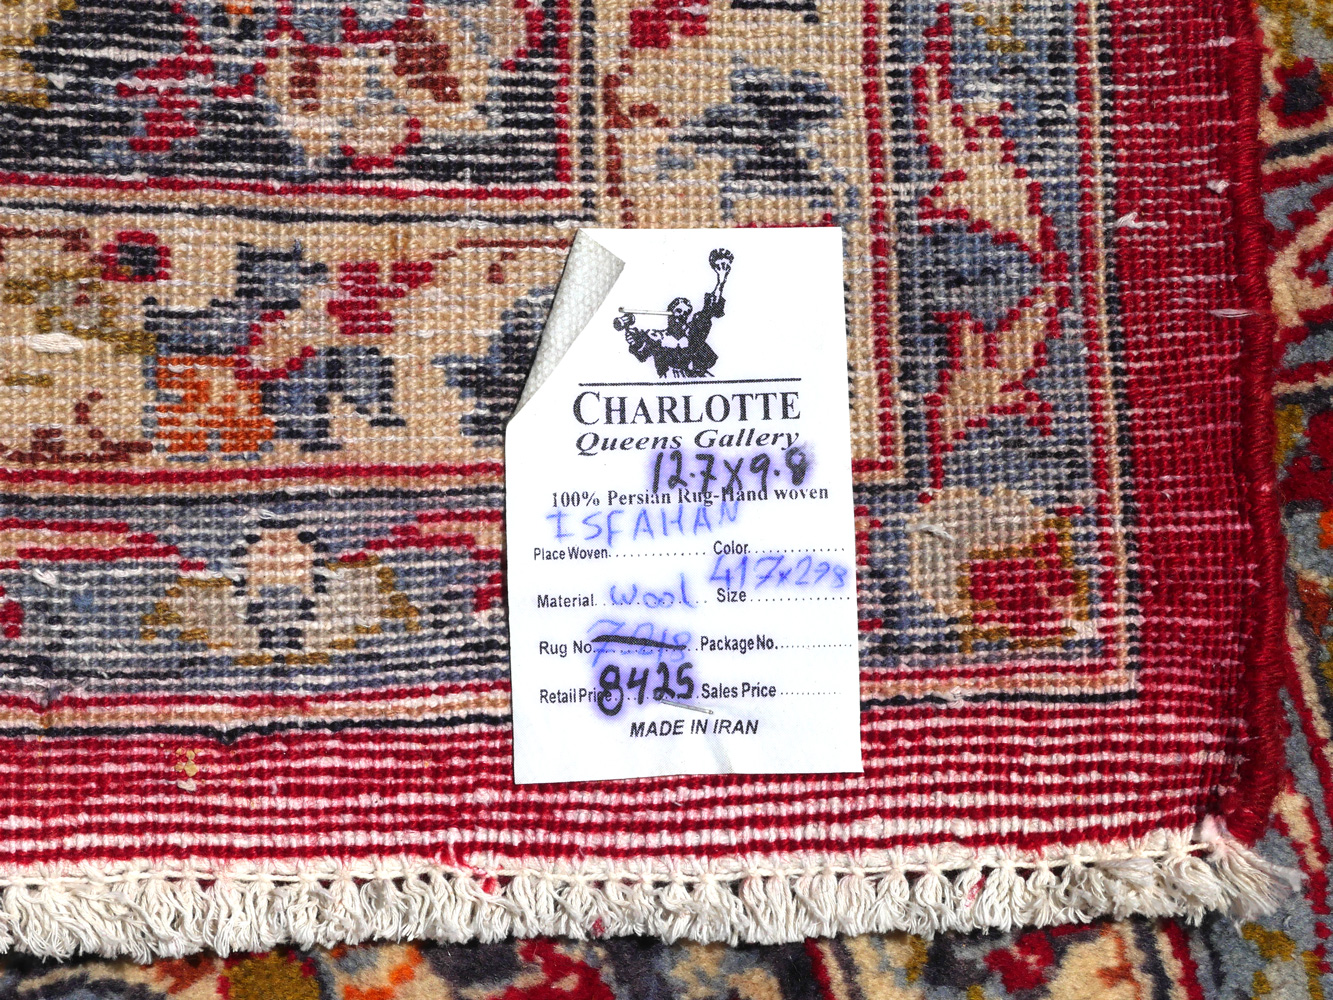 CHARLOTTE
Queens Gallery
12.7X9.8
100% Persian Rug-Hand woven
ISFAHAN
Place Woven............. Color..............
Material..Wool.. Size 417x298
Rug No. Package No.............
Retail Price 8425 Sales Price ...........
MADE IN IRAN